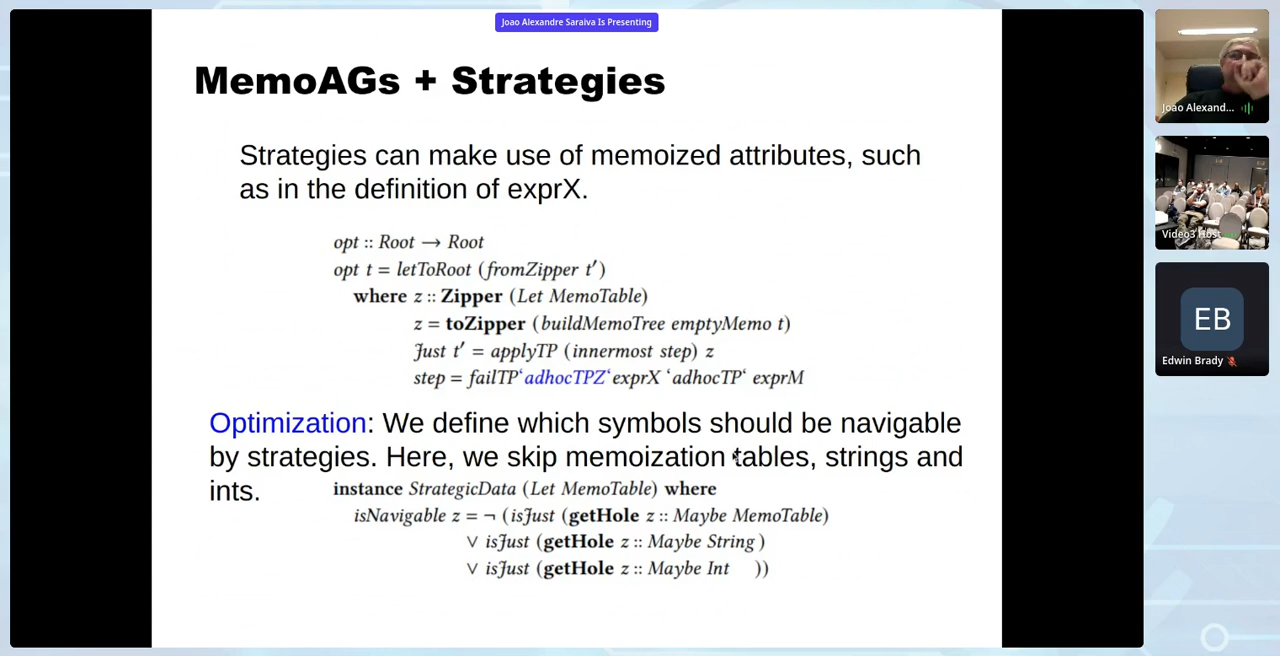 Joao Alexandre Saraiva Is Presenting
MemoAGs + Strategies
Strategies can make use of memoized attributes, such
as in the definition of exprX.
opt :: Root → Root
opt t = letToRoot (fromZipper t′)
where z :: Zipper (Let MemoTable)
z = toZipper (buildMemoTree emptyMemo t)
Just t′ = applyTP (innermost step) z
step = failTP‘adhocTPZ‘exprX ‘adhocTP‘ exprM
Optimization: We define which symbols should be navigable
by strategies. Here, we skip memoization tables, strings and
ints.
instance StrategicData (Let MemoTable) where
isNavigable z = ¬ (isJust (getHole z :: Maybe MemoTable)
∨ isJust (getHole z :: Maybe String)
∨ isJust (getHole z :: Maybe Int ))
Joao Alexand...
Video3 Host
EB
Edwin Brady